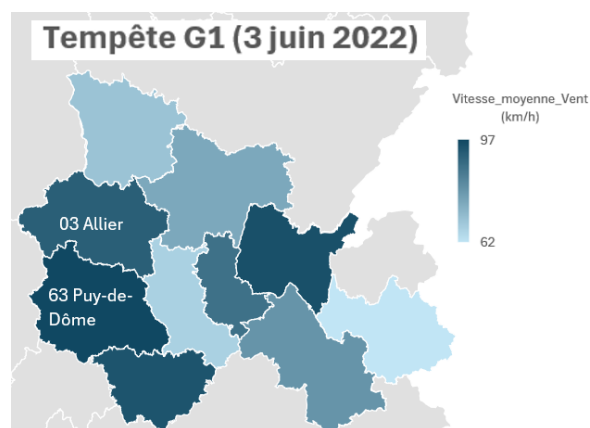 Tempête G1 (3 juin 2022)
Vitesse_moyenne_Vent
(km/h)
97
62
03 Allier
63 Puy-de-
Dôme